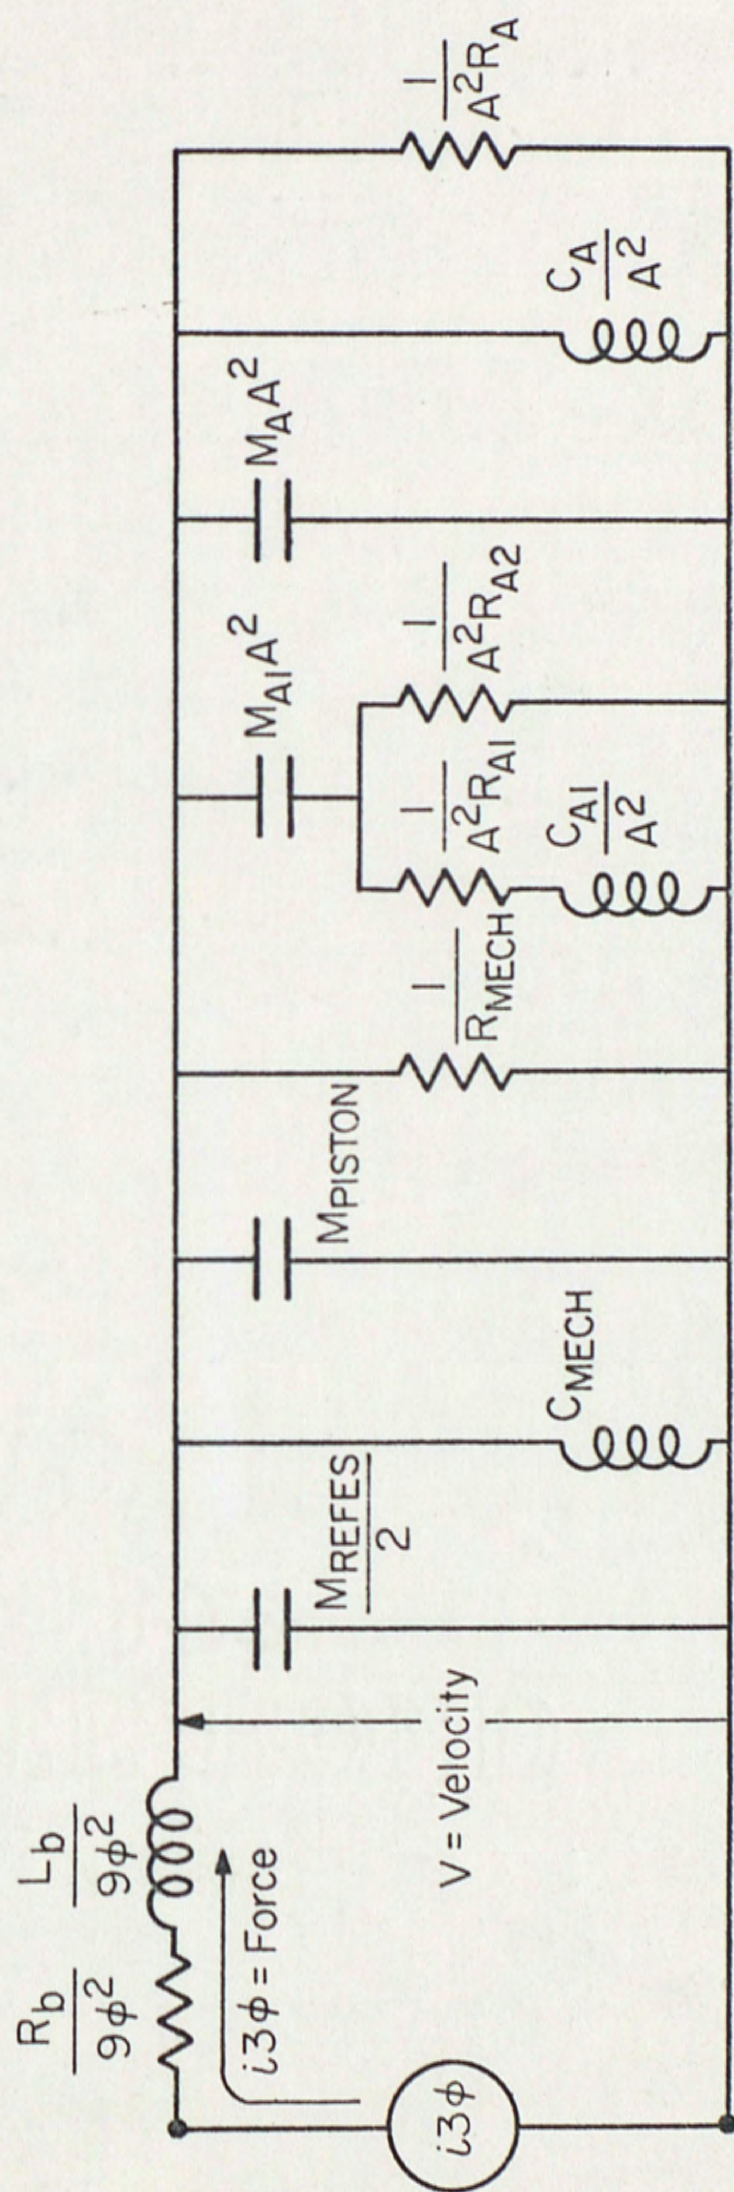 R_b
9ϕ²
L_b
9ϕ²
i3ϕ = Force
i3ϕ
V = Velocity
M_REFES
2
C_MECH
M_PISTON
1
R_MECH
M_A1 A²
1
A²R_A1
C_A1
A²
1
A²R_A2
M_A A²
C_A
A²
1
A²R_A